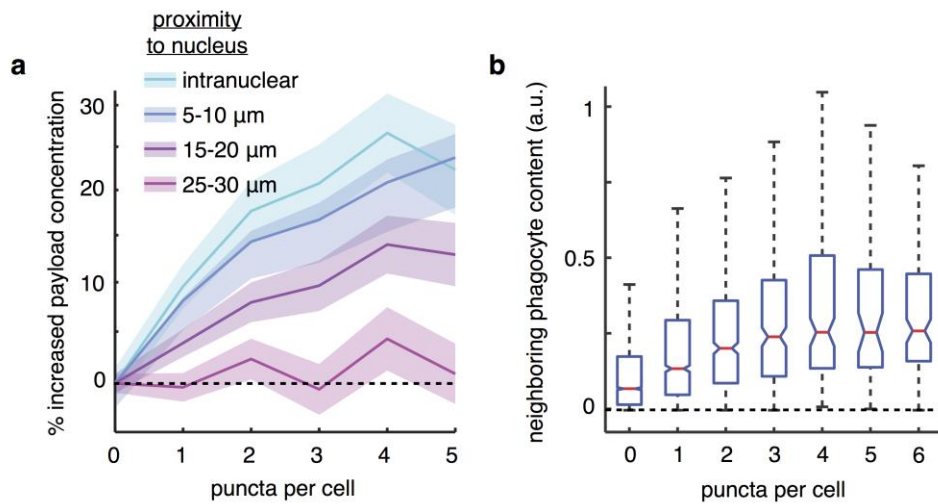 proximity
to nucleus
a
intranuclear
5-10 µm
15-20 µm
25-30 µm
% increased payload concentration
30
20
10
0
0 1 2 3 4 5
puncta per cell
b
neighboring phagocyte content (a.u.)
1
0.5
0
0 1 2 3 4 5 6
puncta per cell